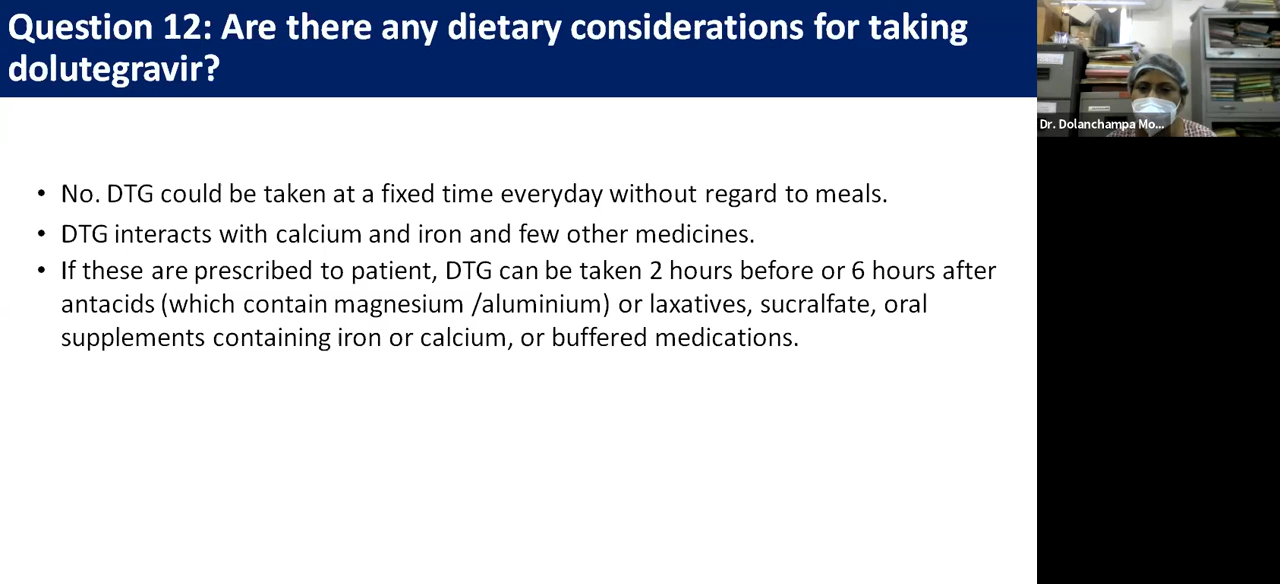 Question 12: Are there any dietary considerations for taking
dolutegravir?
• No. DTG could be taken at a fixed time everyday without regard to meals.
• DTG interacts with calcium and iron and few other medicines.
• If these are prescribed to patient, DTG can be taken 2 hours before or 6 hours after
antacids (which contain magnesium /aluminium) or laxatives, sucralfate, oral
supplements containing iron or calcium, or buffered medications.
Dr. Dolanchampa Mo...